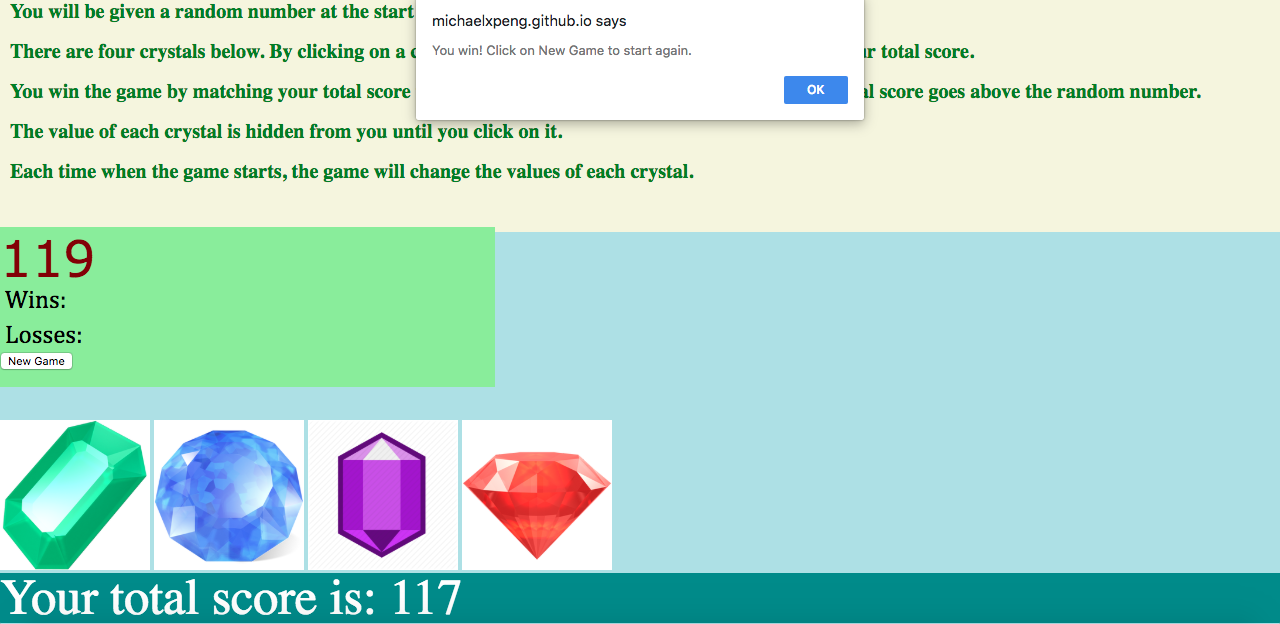 You will be given a random number at the start
michaelxpeng.github.io says
You win! Click on New Game to start again.
There are four crystals below. By clicking on a r total score.
OK
You win the game by matching your total score al score goes above the random number.
The value of each crystal is hidden from you until you click on it.
Each time when the game starts, the game will change the values of each crystal.
119
Wins:
Losses:
New Game
Your total score is: 117